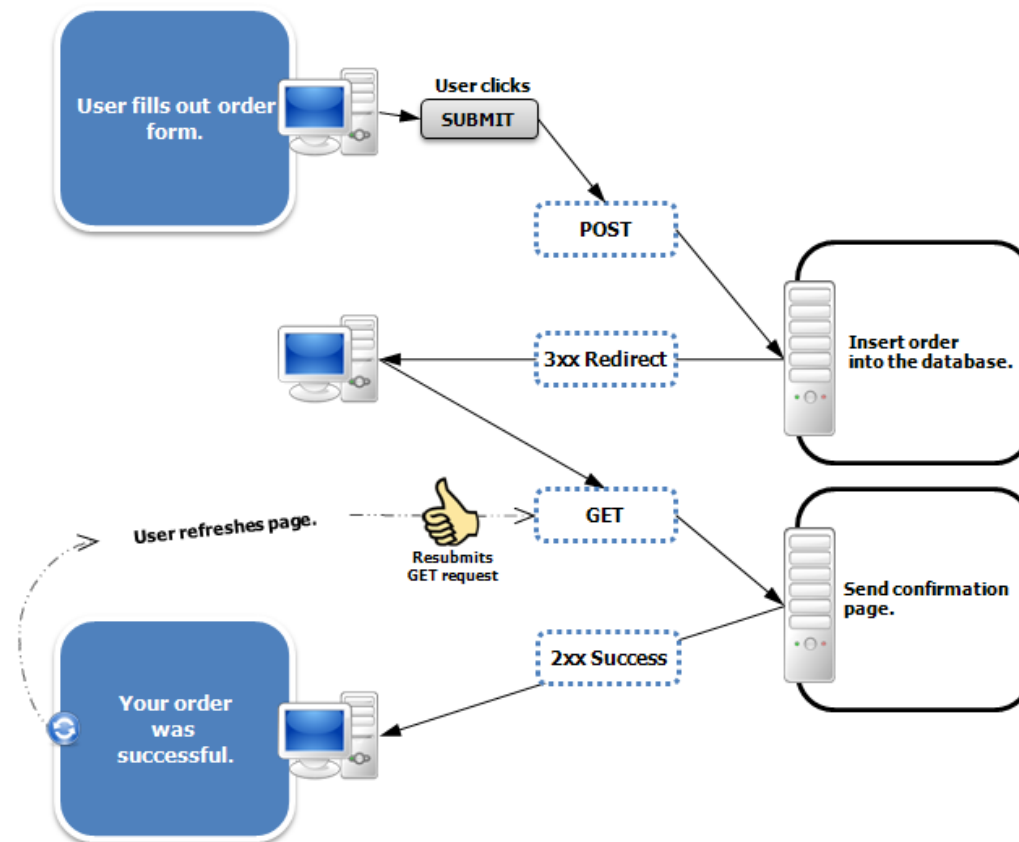 User fills out order
form.
User clicks
SUBMIT
POST
3xx Redirect
Insert order
into the database.
User refreshes page.
Resubmits
GET request
GET
Send confirmation
page.
2xx Success
Your order
was
successful.